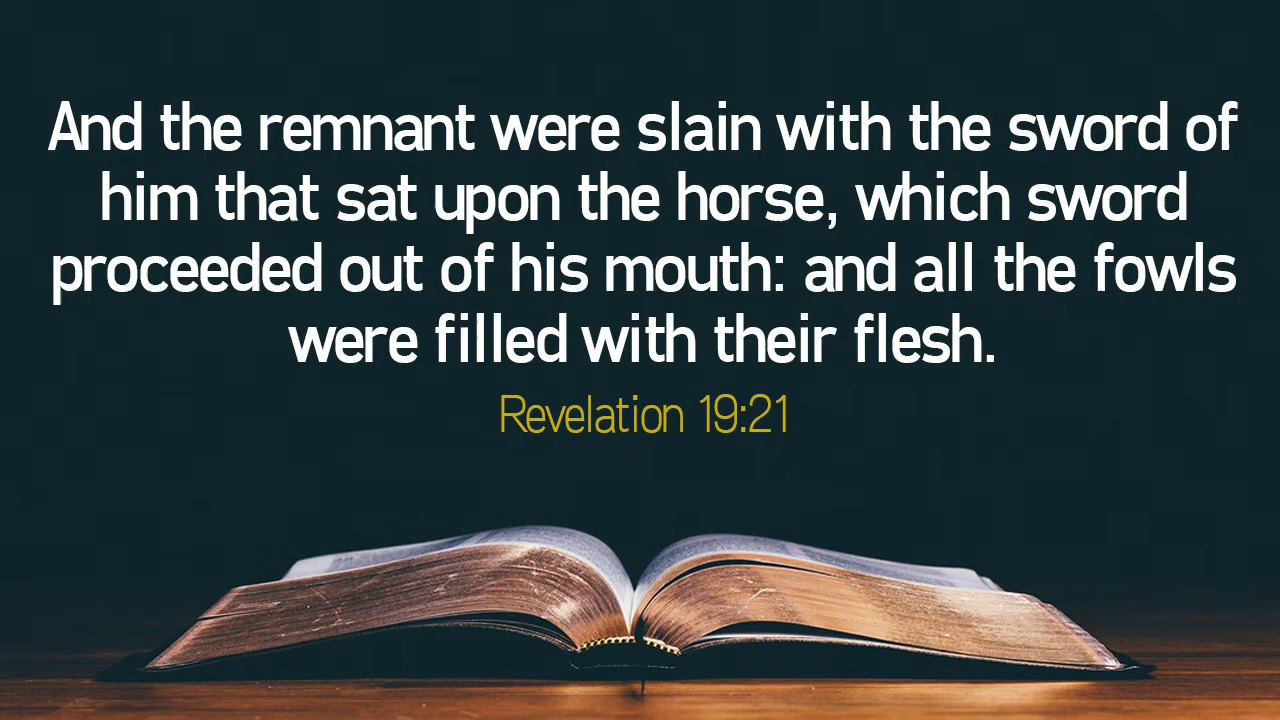 And the remnant were slain with the sword of
him that sat upon the horse, which sword
proceeded out of his mouth: and all the fowls
were filled with their flesh.
Revelation 19:21